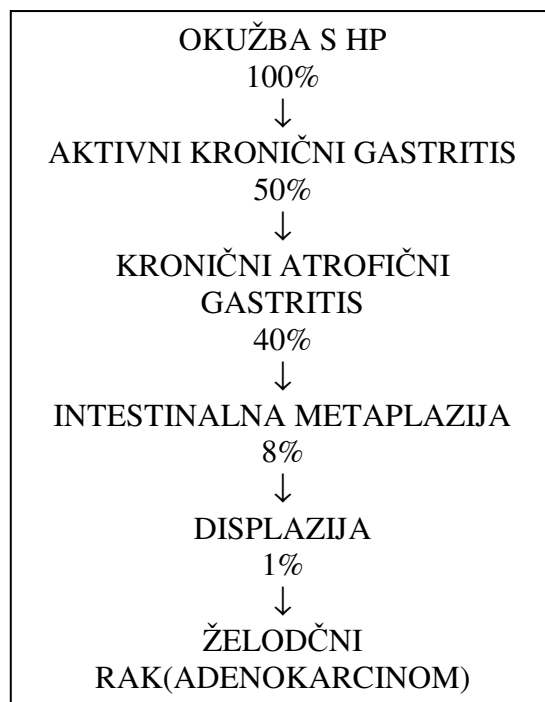 OKUŽBA S HP
100%
↓
AKTIVNI KRONIČNI GASTRITIS
50%
↓
KRONIČNI ATROFIČNI
GASTRITIS
40%
↓
INTESTINALNA METAPLAZIJA
8%
↓
DISPLAZIJA
1%
↓
ŽELODČNI
RAK(ADENOKARCINOM)